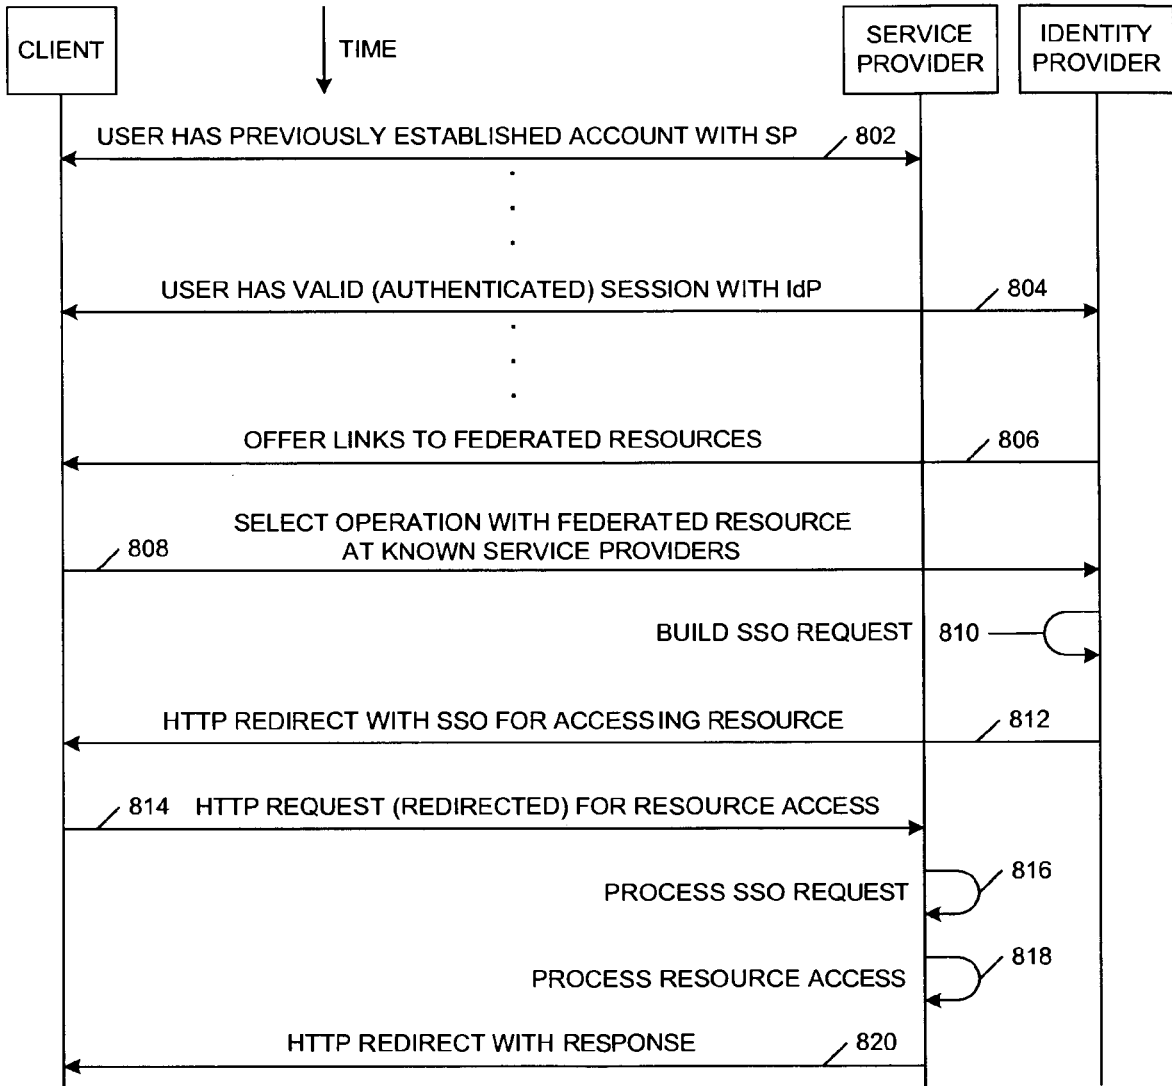 CLIENT
TIME
SERVICE
PROVIDER
IDENTITY
PROVIDER
USER HAS PREVIOUSLY ESTABLISHED ACCOUNT WITH SP
802
USER HAS VALID (AUTHENTICATED) SESSION WITH IdP
804
OFFER LINKS TO FEDERATED RESOURCES
806
SELECT OPERATION WITH FEDERATED RESOURCE
AT KNOWN SERVICE PROVIDERS
808
BUILD SSO REQUEST
810
HTTP REDIRECT WITH SSO FOR ACCESSING RESOURCE
812
814
HTTP REQUEST (REDIRECTED) FOR RESOURCE ACCESS
PROCESS SSO REQUEST
816
PROCESS RESOURCE ACCESS
818
HTTP REDIRECT WITH RESPONSE
820